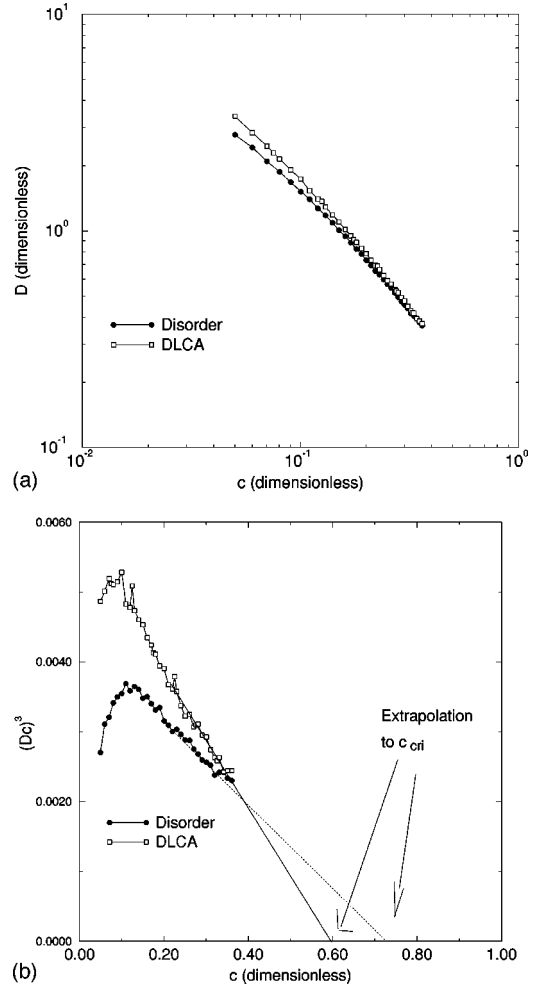 10¹
10⁰
10⁻¹
D (dimensionless)
Disorder
DLCA
10⁻²
10⁻¹
10⁰
c (dimensionless)
(a)
0.0060
0.0040
0.0020
0.0000
(Dc)³
Extrapolation
to c cri
Disorder
DLCA
0.00 0.20 0.40 0.60 0.80 1.00
c (dimensionless)
(b)